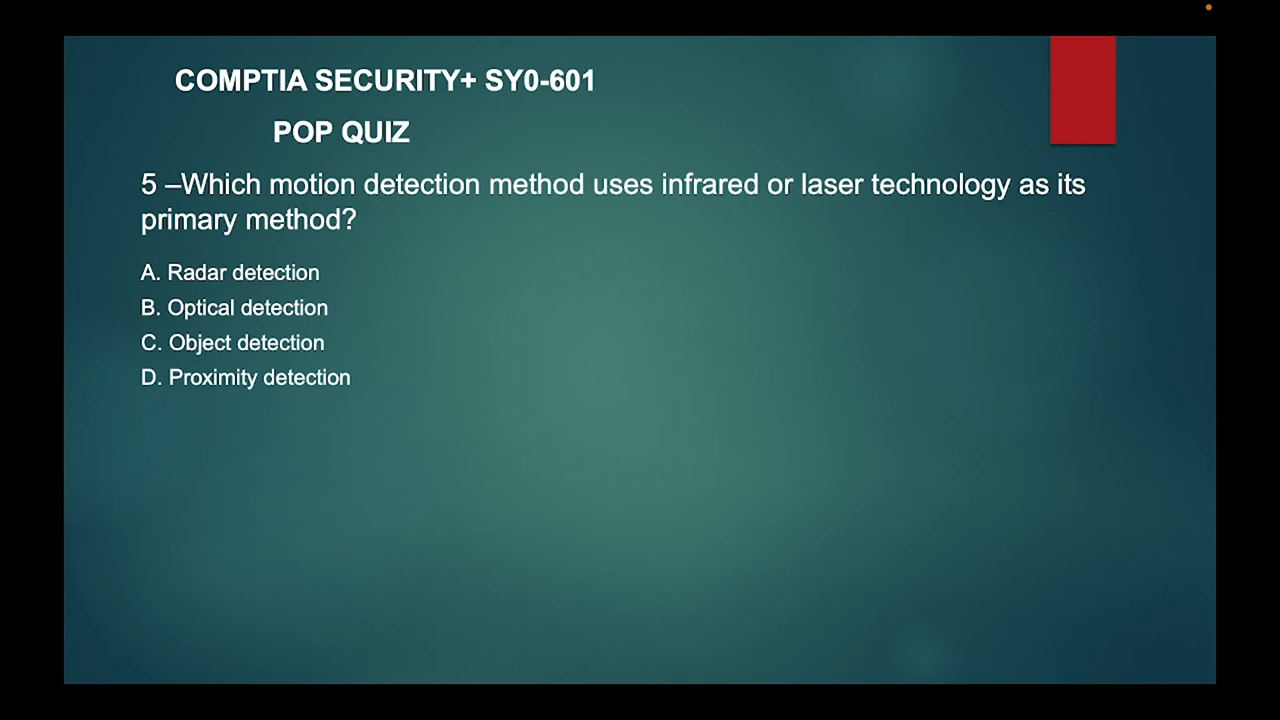 COMPTIA SECURITY+ SY0-601
POP QUIZ
5 –Which motion detection method uses infrared or laser technology as its
primary method?
A. Radar detection
B. Optical detection
C. Object detection
D. Proximity detection